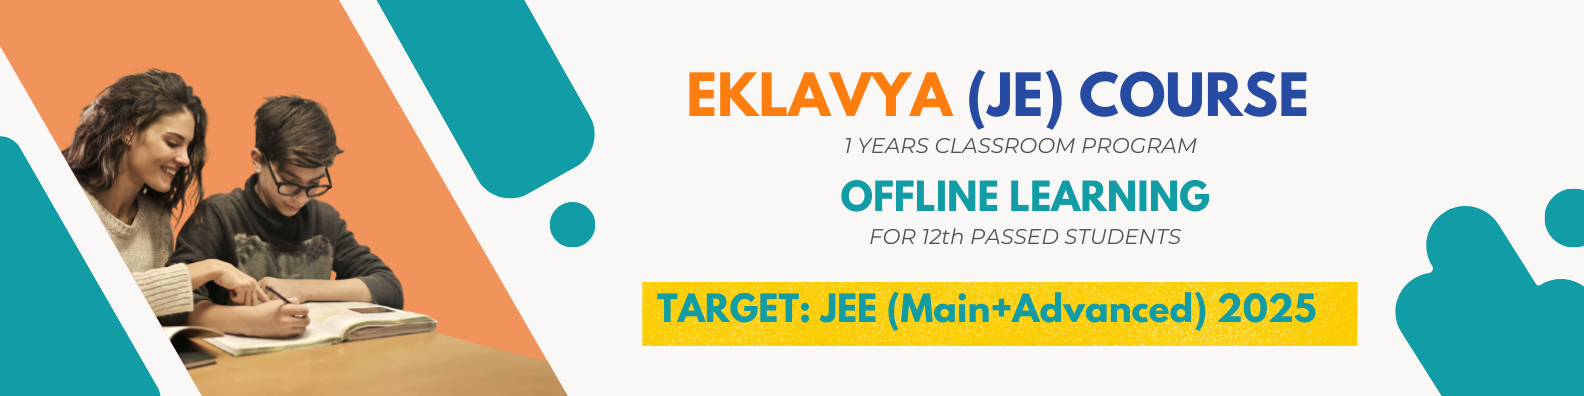 EKLAVYA (JE) COURSE
1 YEARS CLASSROOM PROGRAM
OFFLINE LEARNING
FOR 12th PASSED STUDENTS
TARGET: JEE (Main+Advanced) 2025